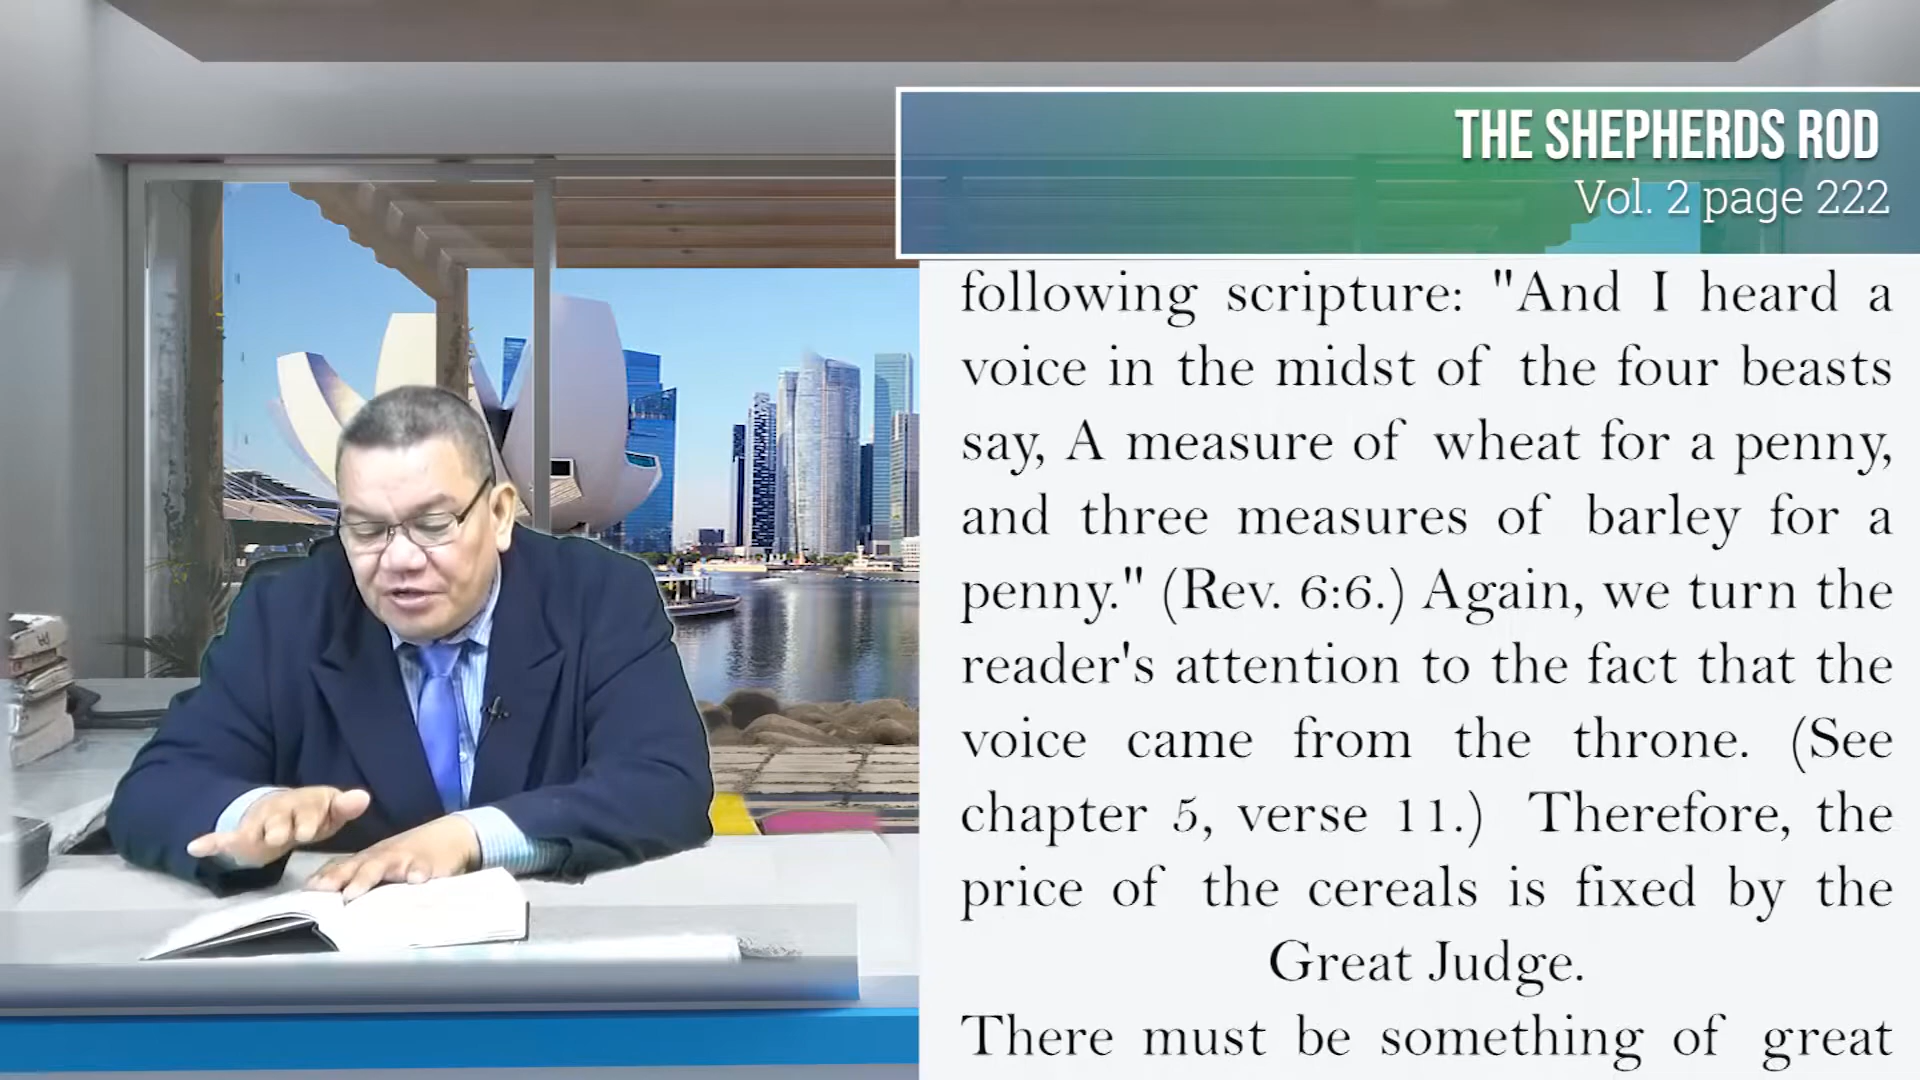 THE SHEPHERDS ROD
Vol. 2 page 222
following scripture: "And I heard a
voice in the midst of the four beasts
say, A measure of wheat for a penny,
and three measures of barley for a
penny." (Rev. 6:6.) Again, we turn the
reader's attention to the fact that the
voice came from the throne. (See
chapter 5, verse 11.) Therefore, the
price of the cereals is fixed by the
Great Judge.
There must be something of great